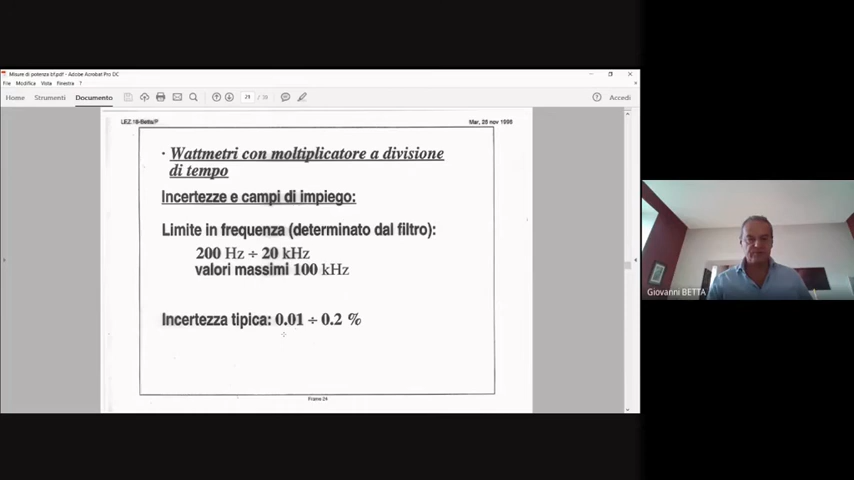 Misure di potenza bf.pdf - Adobe Acrobat Pro DC
File Modifica Vista Finestra ?
Home Strumenti Documento 29 / 38 Accedi
LEZ.16-Betta/P Mar, 26 nov 1996
· Wattmetri con moltiplicatore a divisione
di tempo
Incertezze e campi di impiego:
Limite in frequenza (determinato dal filtro):
200 Hz ÷ 20 kHz
valori massimi 100 kHz
Incertezza tipica: 0.01 ÷ 0.2 %
Frame 24
Giovanni BETTA